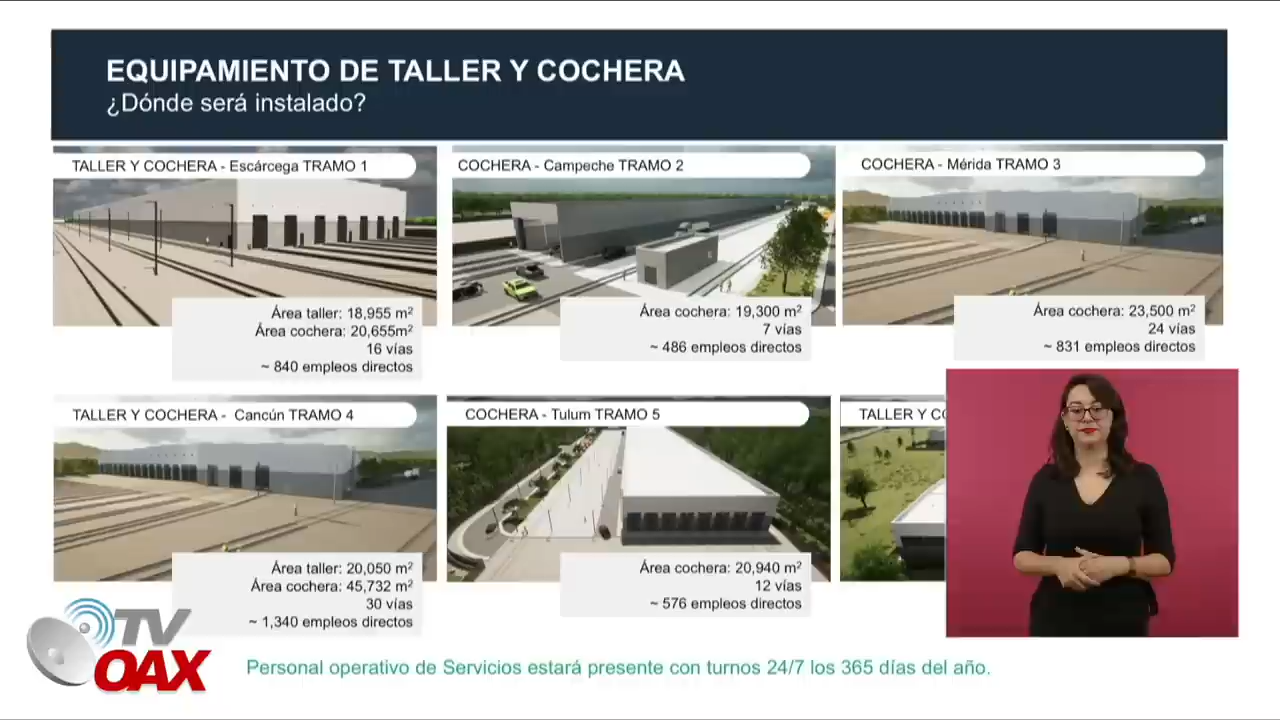 EQUIPAMIENTO DE TALLER Y COCHERA
¿Dónde será instalado?
TALLER Y COCHERA - Escárcega TRAMO 1
Área taller: 18,955 m²
Área cochera: 20,655m²
16 vías
~ 840 empleos directos
COCHERA - Campeche TRAMO 2
Área cochera: 19,300 m²
7 vías
~ 486 empleos directos
COCHERA - Mérida TRAMO 3
Área cochera: 23,500 m²
24 vías
~ 831 empleos directos
TALLER Y COCHERA - Cancún TRAMO 4
Área taller: 20,050 m²
Área cochera: 45,732 m²
30 vías
~ 1,340 empleos directos
COCHERA - Tulum TRAMO 5
Área cochera: 20,940 m²
12 vías
~ 576 empleos directos
TALLER Y
TV
OAX
Personal operativo de Servicios estará presente con turnos 24/7 los 365 días del año.